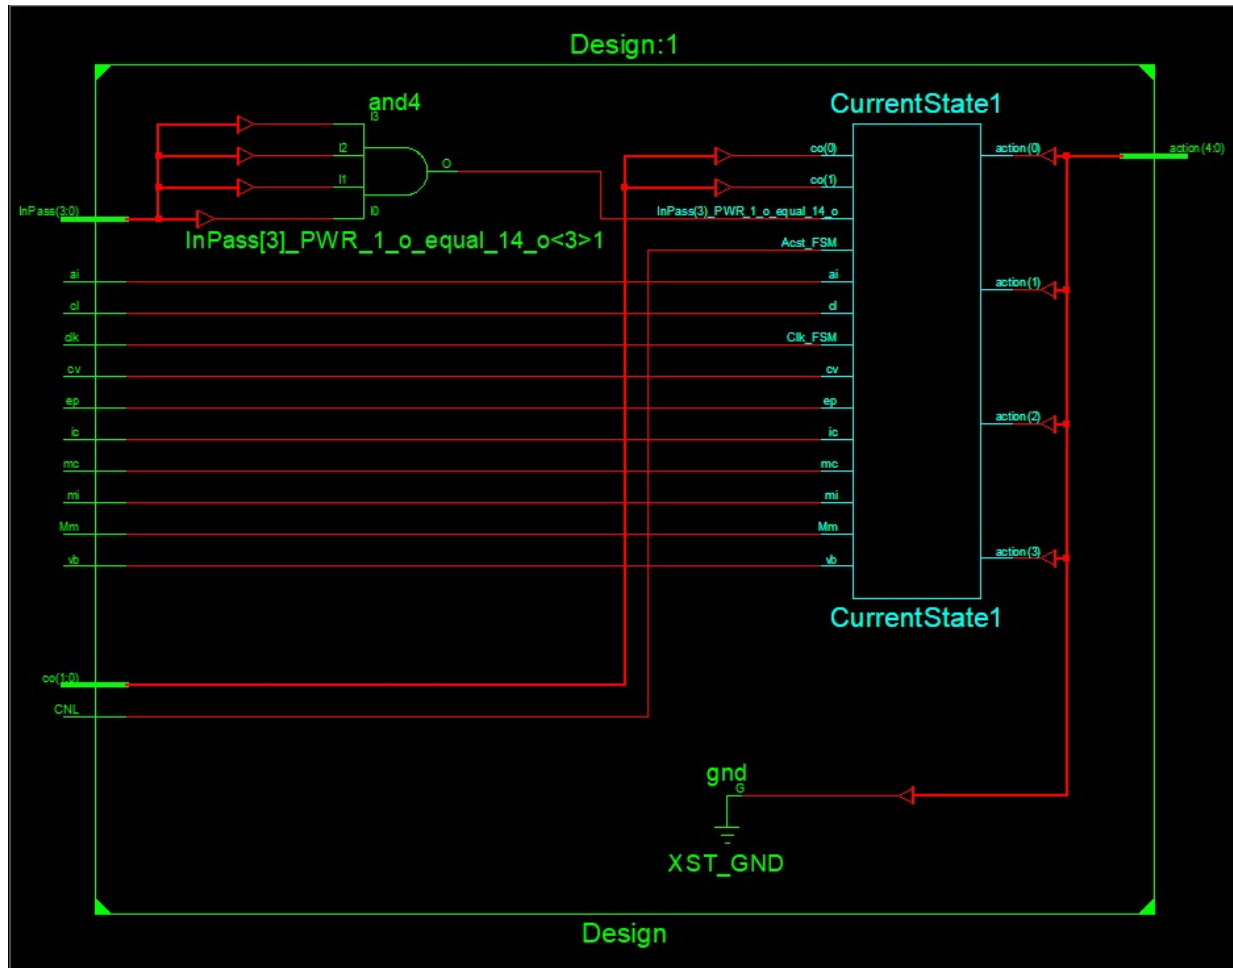 Design:1
and4
CurrentState1
I3
I2
I1
I0
O
InPass(3:0)
InPass[3]_PWR_1_o_equal_14_o<3>1
co(0)
co(1)
InPass(3)_PWR_1_o_equal_14_o
Acst_FSM
ai
cl
Clk_FSM
cv
ep
ic
mc
mi
Mm
vb
action(0)
action(1)
action(2)
action(3)
action(4:0)
ai
cl
clk
cv
ep
ic
mc
mi
Mm
vb
CurrentState1
co(1:0)
CNL
gnd
G
XST_GND
Design